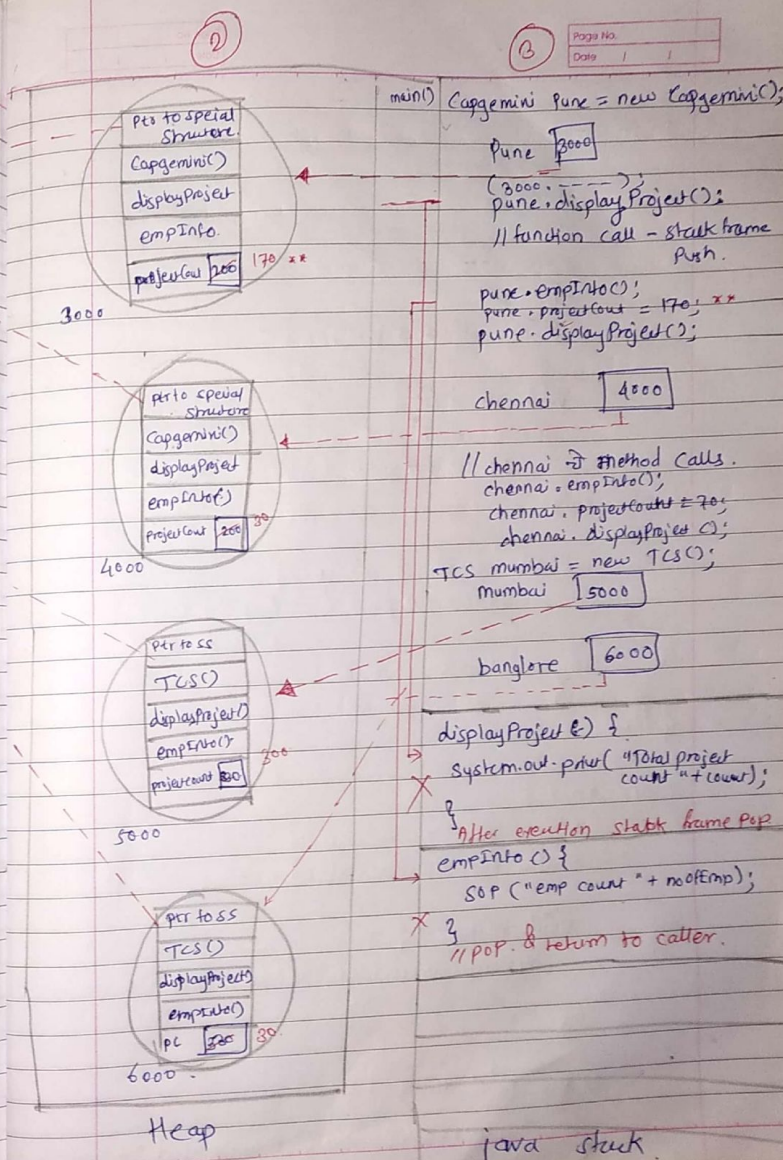 2
3
Page No.
Date / /
Ptr to special
Structure.
Capgemini()
displayProject
empInfo.
projectCout 200 170 **
3000
ptr to special
structure
Capgemini()
displayProject
empInfo()
projectCout 200 30
4000
Ptr to ss
TCS()
displayProject()
empInfo()
projectcount 300
5000
ptr to ss
TCS()
displayProject()
empInfo()
PC 30
6000
Heap
main()
Capgemini pune = new Capgemini();
Pune 3000
(3000. - - - - -);
pune.displayProject();
// function call - stack frame
Push.
pune.empInfo();
pune.projectCout = 170; **
pune.displayProject();
chennai 4000
// chennai चे method calls.
chennai.empInfo();
chennai.projectCount = 70;
chennai.displayProject();
TCS mumbai = new TCS();
mumbai 5000
banglore 6000
displayProject() {
System.out.print( "Total project
count "+count);
}
After execution stack frame pop
empInfo () {
SOP ("emp count "+ noOfEmp);
}
// pop. & return to caller.
java stack